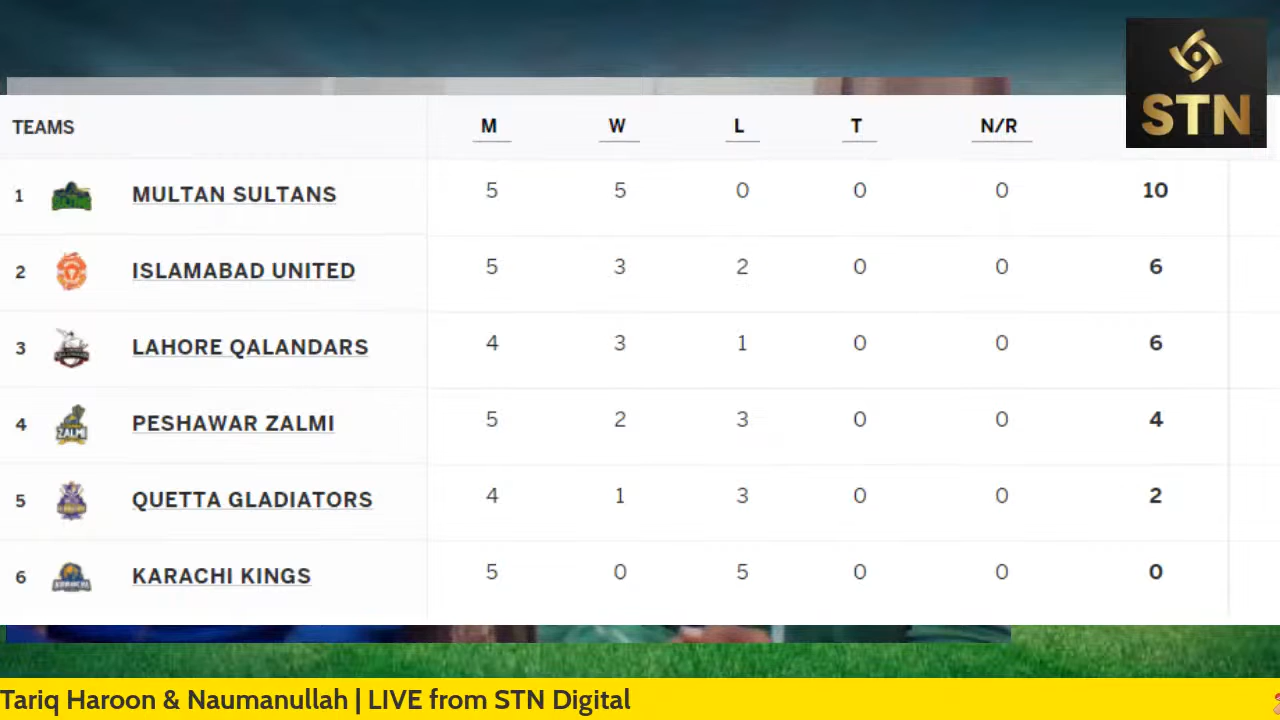 STN
TEAMS M W L T N/R
1 MULTAN SULTANS 5 5 0 0 0 10
2 ISLAMABAD UNITED 5 3 2 0 0 6
3 LAHORE QALANDARS 4 3 1 0 0 6
4 PESHAWAR ZALMI 5 2 3 0 0 4
ZALMI
5 QUETTA GLADIATORS 4 1 3 0 0 2
6 KARACHI KINGS 5 0 5 0 0 0
Tariq Haroon & Naumanullah | LIVE from STN Digital